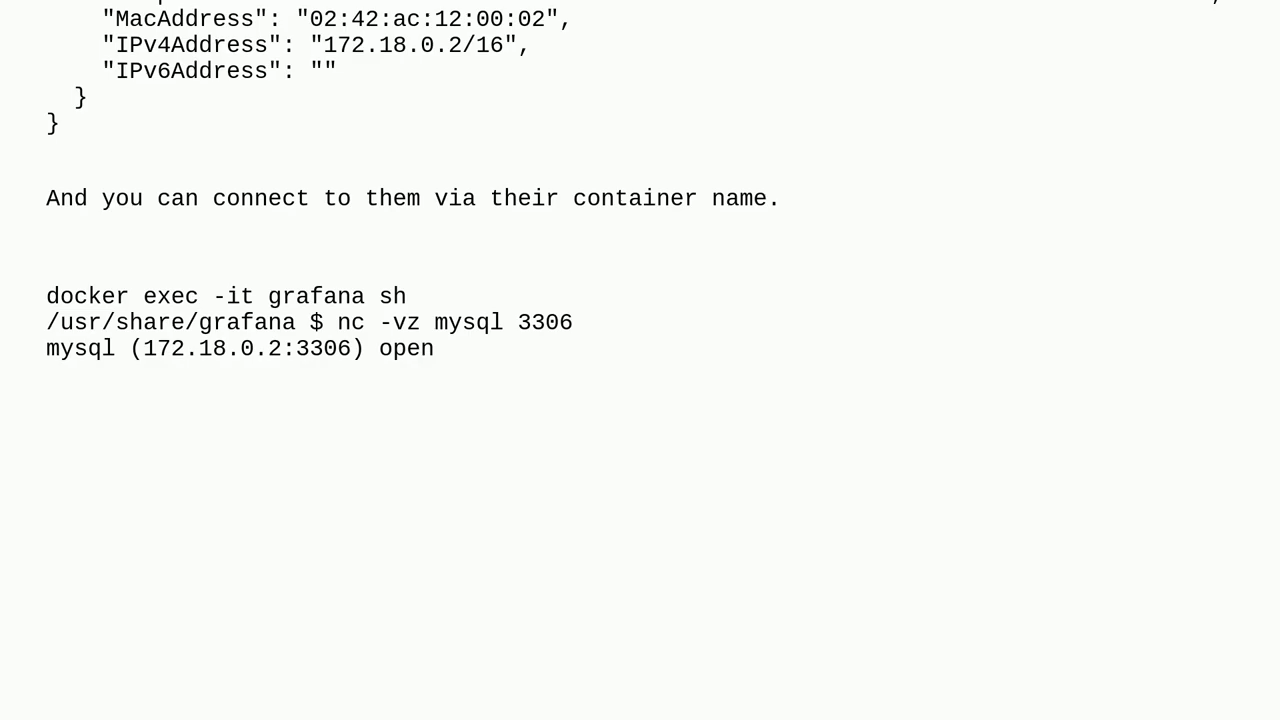 "MacAddress": "02:42:ac:12:00:02",
"IPv4Address": "172.18.0.2/16",
"IPv6Address": ""
}
}
And you can connect to them via their container name.
docker exec -it grafana sh
/usr/share/grafana $ nc -vz mysql 3306
mysql (172.18.0.2:3306) open